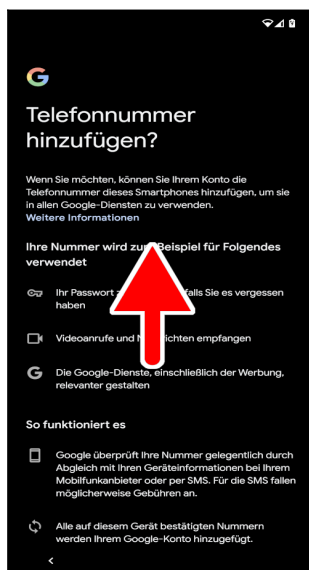 Telefonnummer
hinzufügen?
Wenn Sie möchten, können Sie Ihrem Konto die
Telefonnummer dieses Smartphones hinzufügen, um sie
in allen Google-Diensten zu verwenden.
Weitere Informationen
Ihre Nummer wird zum Beispiel für Folgendes
verwendet
Ihr Passwort falls Sie es vergessen
haben
Videoanrufe und Nachrichten empfangen
Die Google-Dienste, einschließlich der Werbung,
relevanter gestalten
So funktioniert es
Google überprüft Ihre Nummer gelegentlich durch
Abgleich mit Ihren Geräteinformationen bei Ihrem
Mobilfunkanbieter oder per SMS. Für die SMS fallen
möglicherweise Gebühren an.
Alle auf diesem Gerät bestätigten Nummern
werden Ihrem Google-Konto hinzugefügt.